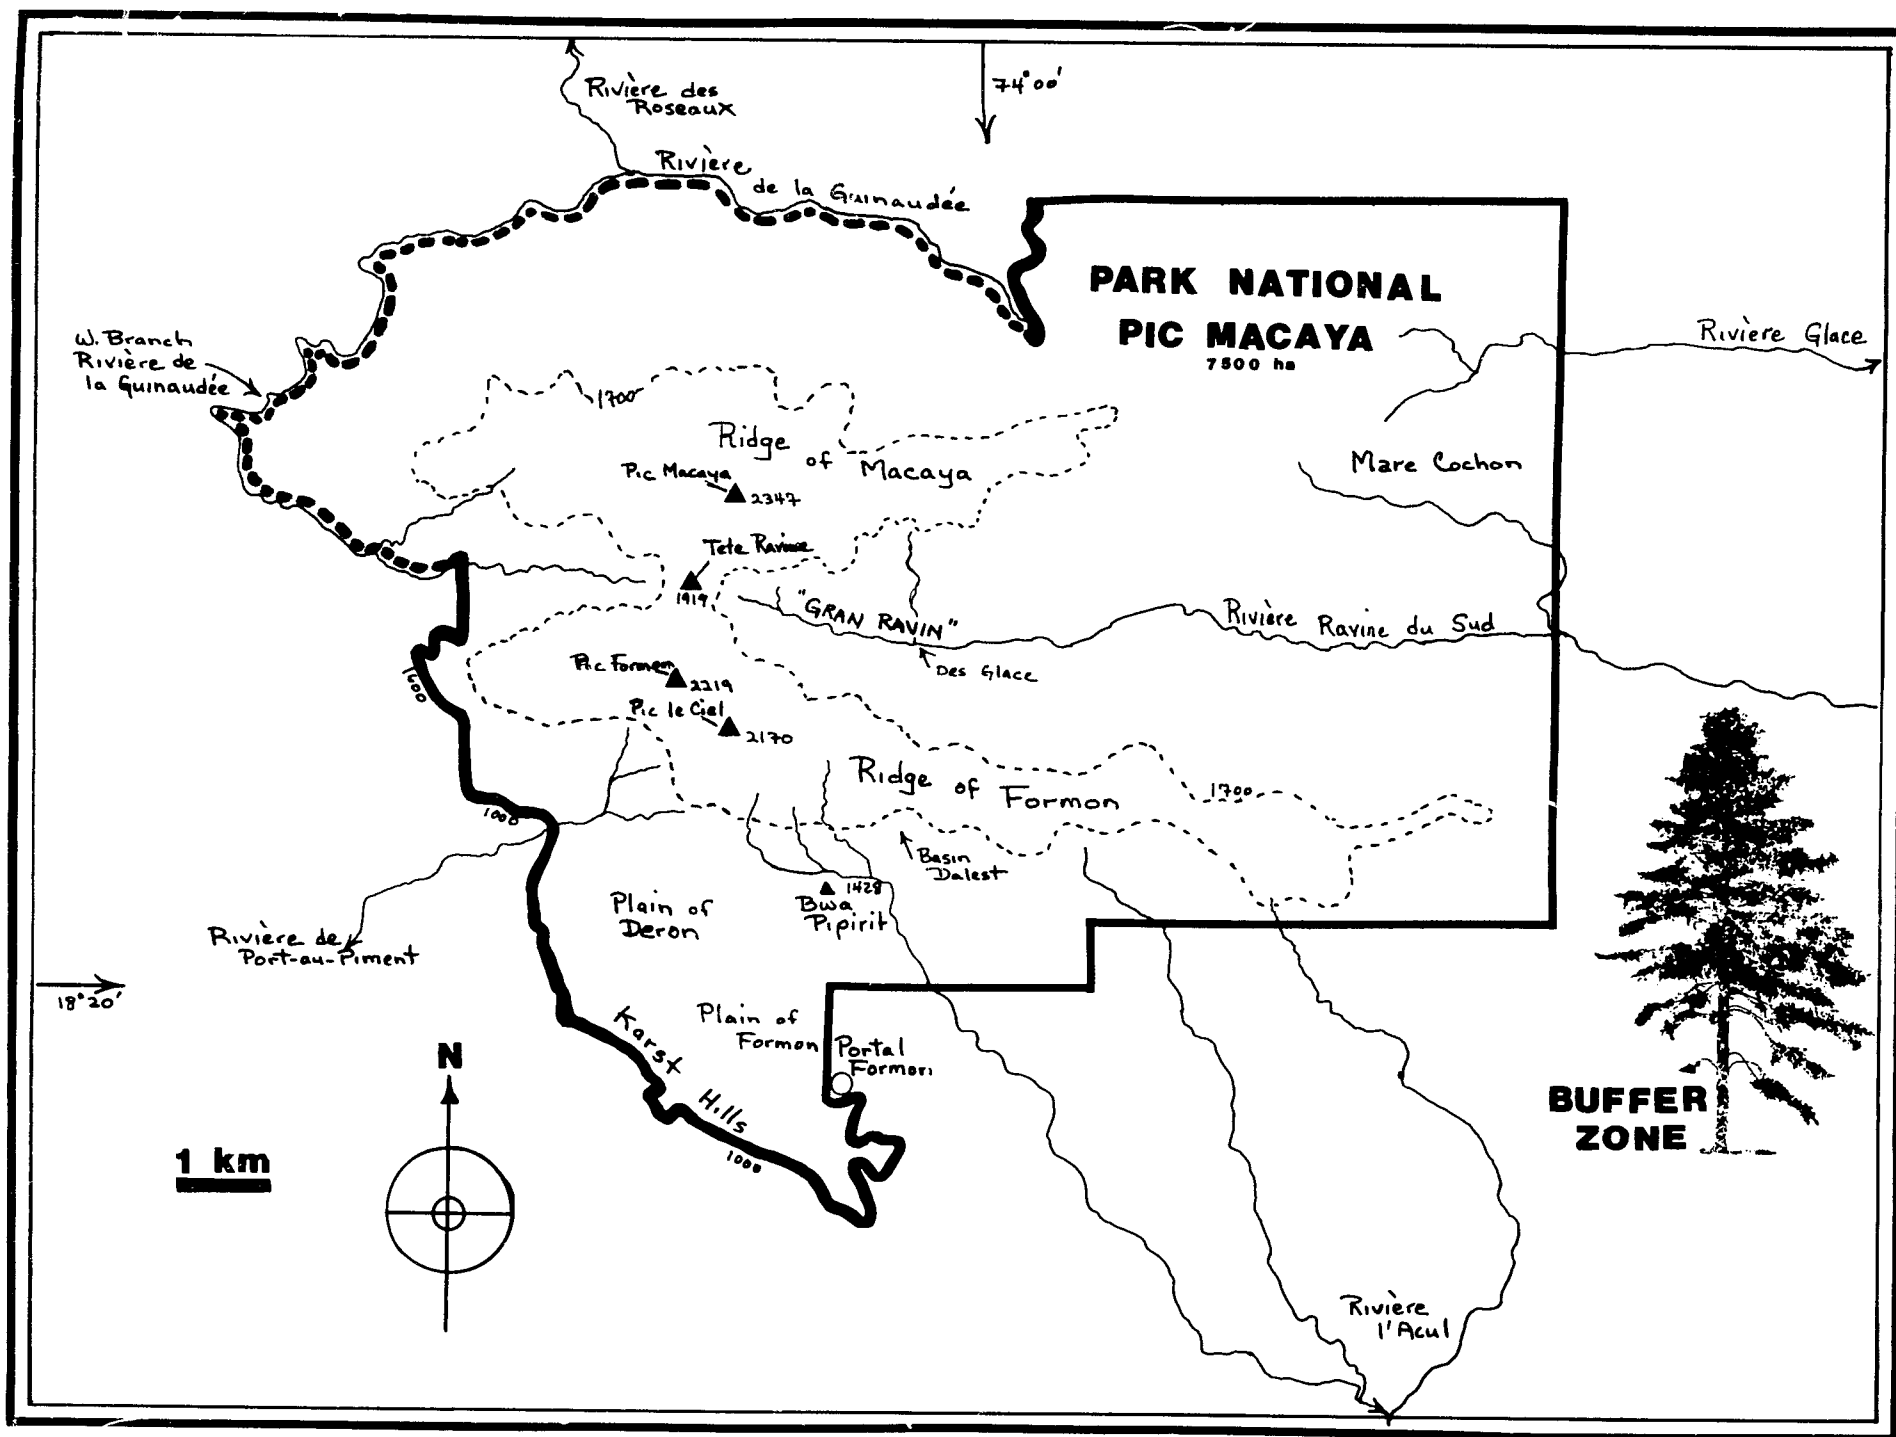 Rivière des
Roseaux
74°00'
Rivière
de la Guinaudée
PARK NATIONAL
PIC MACAYA
7500 ha
Rivière Glace
W. Branch
Rivière de
la Guinaudée
1700
Ridge
of Macaya
Pic Macaya
2347
Mare Cochon
Tete Ravine
1919
"GRAN RAVIN"
Rivière Ravine du Sud
Des Glace
Pic Formon
2219
1600
Pic le Ciel
2170
Ridge of Formon
1700
1000
Basin
Dalest
1428
Bwa
Pipirit
Plain of
Deron
Rivière de
Port-au-Piment
18°20'
Plain of
Formon
Portal
Formon
Karst
Hills
1000
N
1 km
BUFFER
ZONE
Rivière
l'Acul